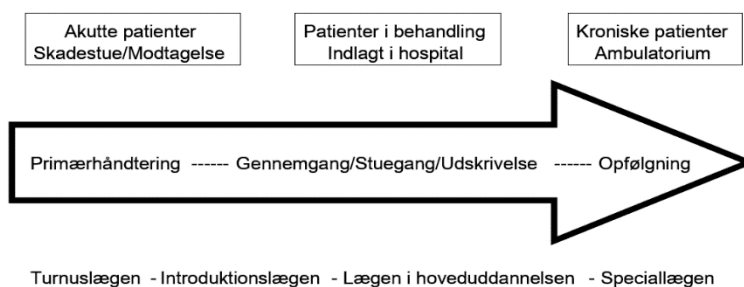 Akutte patienter
Skadestue/Modtagelse
Patienter i behandling
Indlagt i hospital
Kroniske patienter
Ambulatorium
Primærhåndtering ------ Gennemgang/Stuegang/Udskrivelse ------ Opfølgning
Turnuslægen - Introduktionslægen - Lægen i hoveduddannelsen - Speciallægen